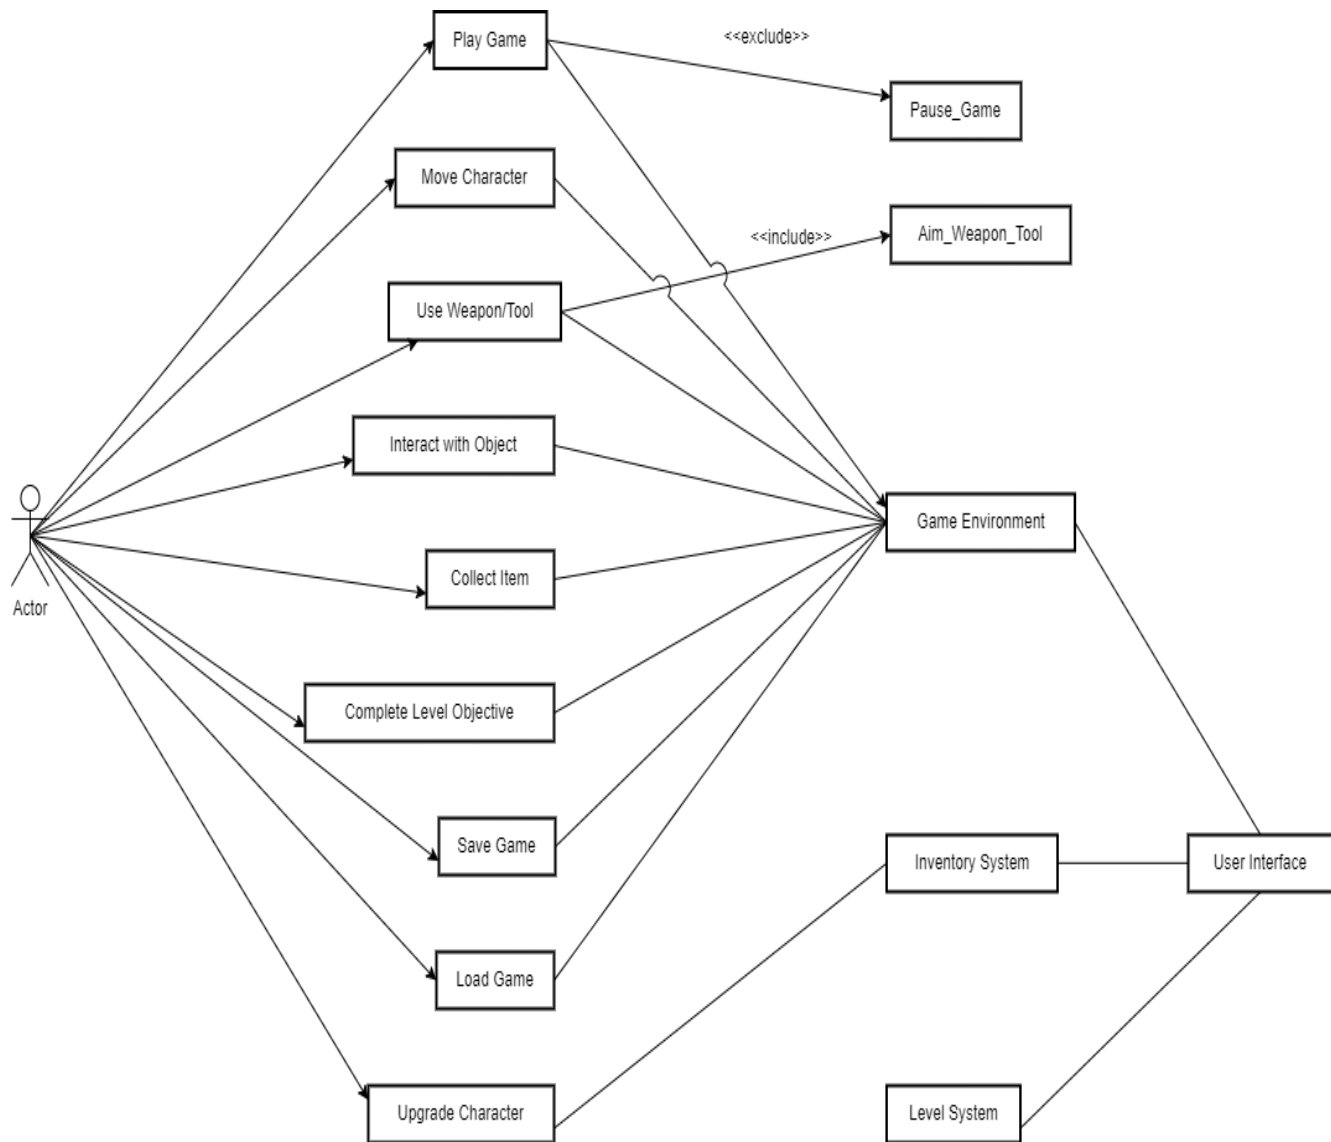 Play Game
<<exclude>>
Pause_Game
Move Character
Aim_Weapon_Tool
<<include>>
Use Weapon/Tool
Interact with Object
Game Environment
Collect Item
Actor
Complete Level Objective
Save Game
Inventory System
User Interface
Load Game
Upgrade Character
Level System